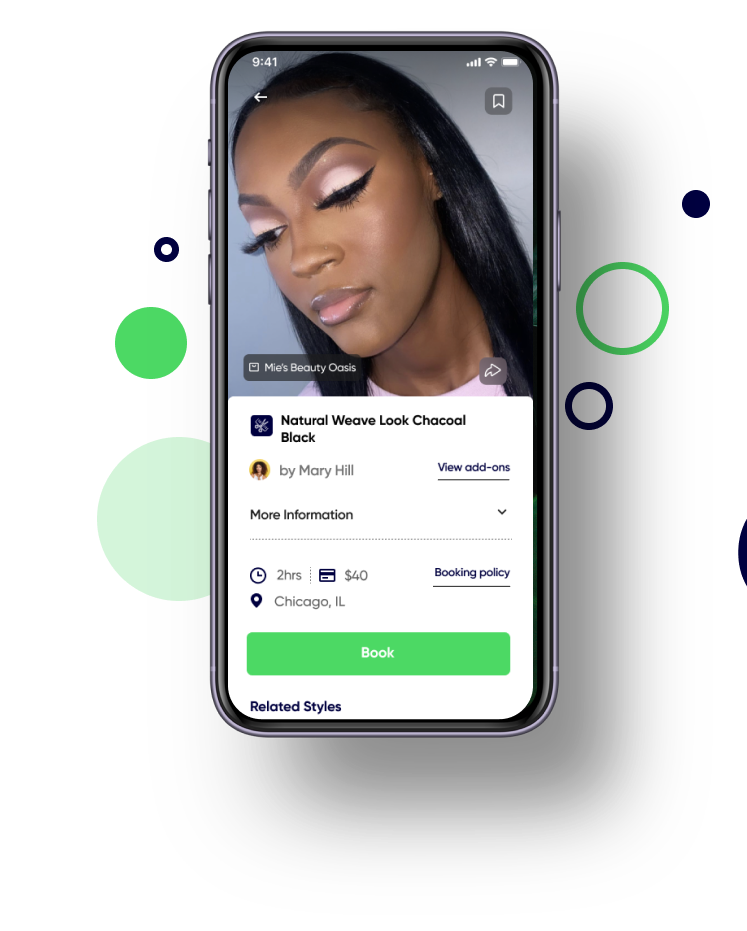 9:41
Mie's Beauty Oasis
Natural Weave Look Chacoal
Black
by Mary Hill
View add-ons
More Information
2hrs
$40
Booking policy
Chicago, IL
Book
Related Styles